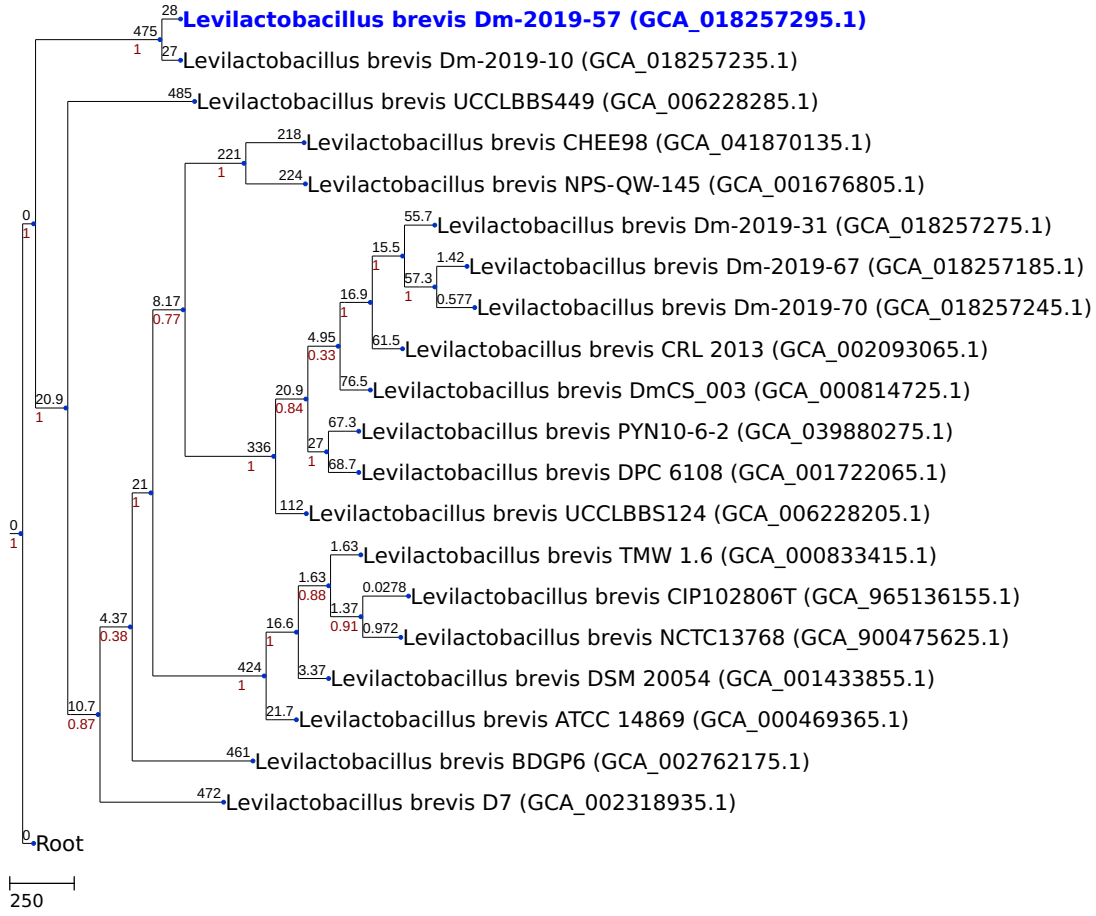 28
Levilactobacillus brevis Dm-2019-57 (GCA_018257295.1)
475
1
27
Levilactobacillus brevis Dm-2019-10 (GCA_018257235.1)
485
Levilactobacillus brevis UCCLBBS449 (GCA_006228285.1)
218
Levilactobacillus brevis CHEE98 (GCA_041870135.1)
221
1
224
Levilactobacillus brevis NPS-QW-145 (GCA_001676805.1)
0
1
55.7
Levilactobacillus brevis Dm-2019-31 (GCA_018257275.1)
15.5
1
1.42
Levilactobacillus brevis Dm-2019-67 (GCA_018257185.1)
57.3
1
0.577
Levilactobacillus brevis Dm-2019-70 (GCA_018257245.1)
16.9
1
8.17
0.77
61.5
Levilactobacillus brevis CRL 2013 (GCA_002093065.1)
4.95
0.33
76.5
Levilactobacillus brevis DmCS_003 (GCA_000814725.1)
20.9
0.84
20.9
1
67.3
Levilactobacillus brevis PYN10-6-2 (GCA_039880275.1)
27
1
336
1
68.7
Levilactobacillus brevis DPC 6108 (GCA_001722065.1)
21
1
112
Levilactobacillus brevis UCCLBBS124 (GCA_006228205.1)
0
1
1.63
Levilactobacillus brevis TMW 1.6 (GCA_000833415.1)
1.63
0.88
0.0278
Levilactobacillus brevis CIP102806T (GCA_965136155.1)
1.37
0.91
0.972
Levilactobacillus brevis NCTC13768 (GCA_900475625.1)
4.37
0.38
16.6
1
424
1
3.37
Levilactobacillus brevis DSM 20054 (GCA_001433855.1)
10.7
0.87
21.7
Levilactobacillus brevis ATCC 14869 (GCA_000469365.1)
461
Levilactobacillus brevis BDGP6 (GCA_002762175.1)
472
Levilactobacillus brevis D7 (GCA_002318935.1)
0
Root
250